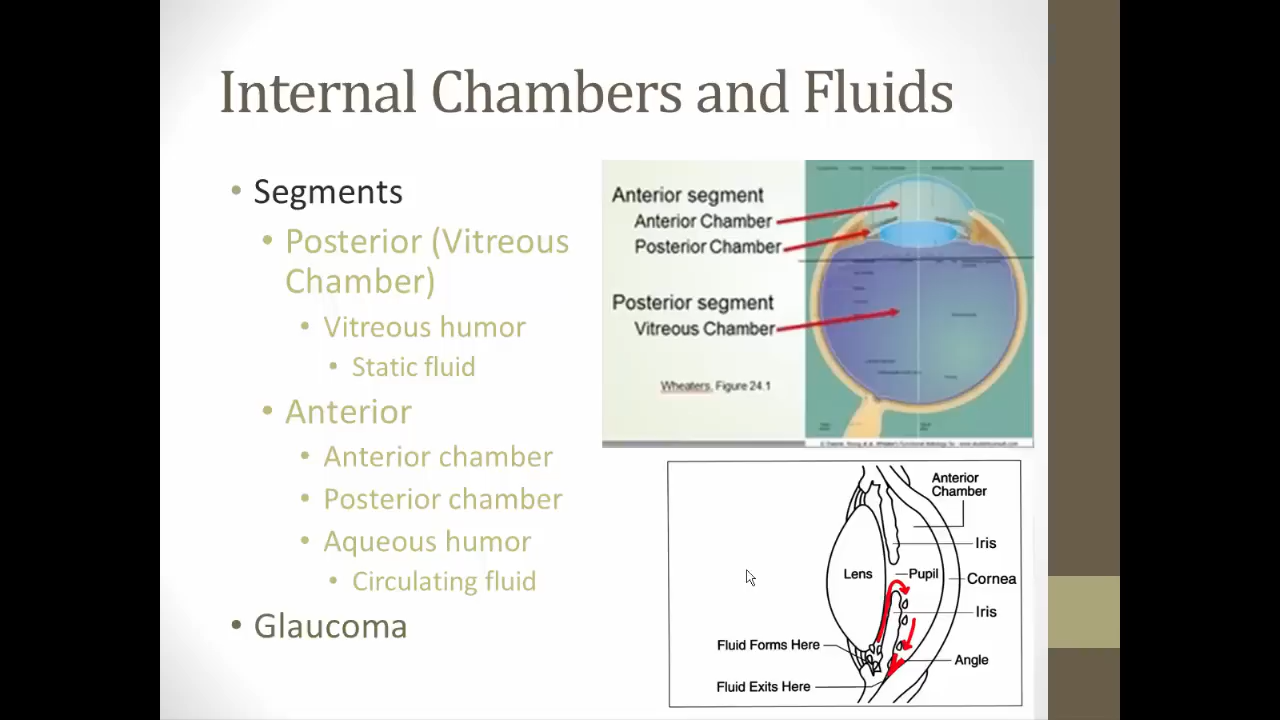 Internal Chambers and Fluids
• Segments
• Posterior (Vitreous
Chamber)
• Vitreous humor
• Static fluid
• Anterior
• Anterior chamber
• Posterior chamber
• Aqueous humor
• Circulating fluid
• Glaucoma
Anterior segment
Anterior Chamber
Posterior Chamber
Posterior segment
Vitreous Chamber
Wheaters, Figure 24.1
Anterior
Chamber
Iris
Lens
Pupil
Cornea
Iris
Fluid Forms Here
Angle
Fluid Exits Here